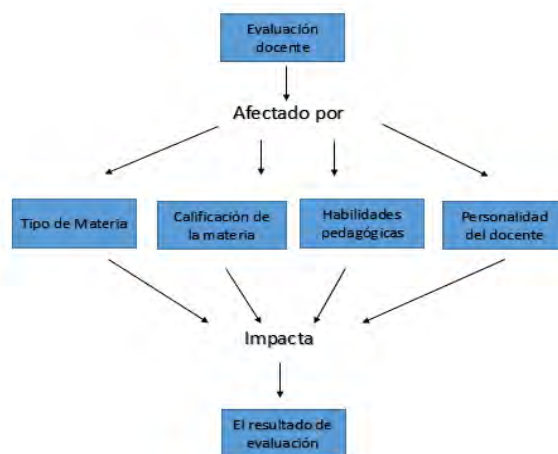 Evaluación
docente
Afectado por
Tipo de Materia
Calificación de
la materia
Habilidades
pedagógicas
Personalidad
del docente
Impacta
El resultado de
evaluación